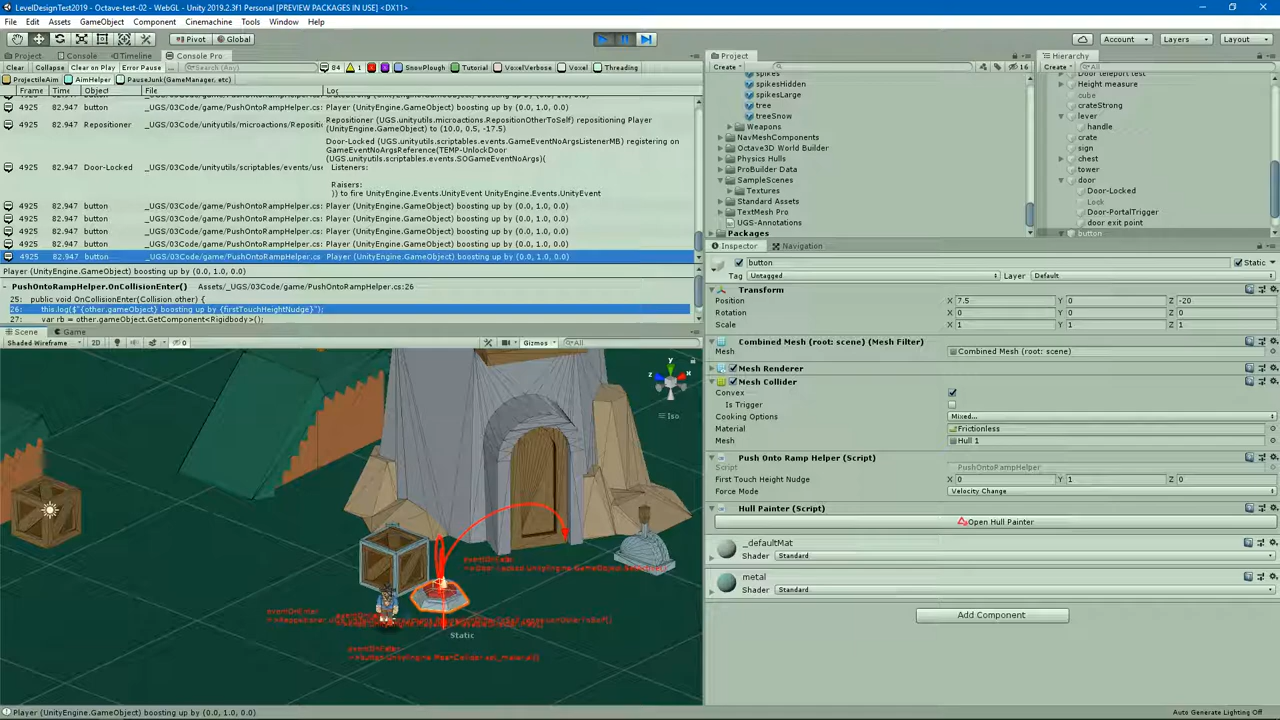 LevelDesignTest2019 - Octave-test-02 - WebGL - Unity 2019.2.3f1 Personal [PREVIEW PACKAGES IN USE] <DX11>
File Edit Assets GameObject Component Cinemachine Tools Window Help
Pivot Global Account Layers Layout
Project Console Timeline Console Pro
Clear Collapse Clear on Play Error Pause Search (Any) 84 1 SnowPlough Tutorial VoxelVerbose Voxel Threading
ProjectileAim AimHelper PauseJunk(GameManager, etc)
Frame Time Object File Log
4925 82.947 button _UGS/03Code/game/PushOntoRampHelper.cs: Player (UnityEngine.GameObject) boosting up by (0.0, 1.0, 0.0)
4925 82.947 Repositioner _UGS/03Code/unityutils/microactions/Repositi Repositioner (UGS.unityutils.microactions.RepositionOtherToSelf) repositioning Player
(UnityEngine.GameObject) to (10.0, 0.5, -17.5)
Door-Locked (UGS.unityutils.scriptables.events.GameEventNoArgsListenerMB) registering on
GameEventNoArgsReference(TEMP-UnlockDoor
(UGS.unityutils.scriptables.events.SOGameEventNoArgs){
4925 82.947 Door-Locked _UGS/03Code/unityutils/scriptables/events/us Listeners:
Raisers:
}) to fire UnityEngine.Events.UnityEvent UnityEngine.Events.UnityEvent
4925 82.947 button _UGS/03Code/game/PushOntoRampHelper.cs: Player (UnityEngine.GameObject) boosting up by (0.0, 1.0, 0.0)
4925 82.947 button _UGS/03Code/game/PushOntoRampHelper.cs: Player (UnityEngine.GameObject) boosting up by (0.0, 1.0, 0.0)
4925 82.947 button _UGS/03Code/game/PushOntoRampHelper.cs: Player (UnityEngine.GameObject) boosting up by (0.0, 1.0, 0.0)
4925 82.947 button _UGS/03Code/game/PushOntoRampHelper.cs: Player (UnityEngine.GameObject) boosting up by (0.0, 1.0, 0.0)
4925 82.947 button _UGS/03Code/game/PushOntoRampHelper.cs Player (UnityEngine.GameObject) boosting up by (0.0, 1.0, 0.0)
Player (UnityEngine.GameObject) boosting up by (0.0, 1.0, 0.0)
PushOntoRampHelper.OnCollisionEnter() Assets/_UGS/03Code/game/PushOntoRampHelper.cs:26
25: public void OnCollisionEnter(Collision other) {
26: this.log($"{other.gameObject} boosting up by {firstTouchHeightNudge}");
27: var rb = other.gameObject.GetComponent<Rigidbody>();
Scene Game
Shaded Wireframe 2D 0 Gizmos All
y
x
z
Iso
Static
Project
Create 16
spikes
spikesHidden
spikesLarge
tree
treeSnow
Weapons
NavMeshComponents
Octave3D World Builder
Physics Hulls
ProBuilder Data
SampleScenes
Textures
Standard Assets
TextMesh Pro
UGS-Annotations
Packages
Hierarchy
Create All
Door teleport test
Height measure
cube
crateStrong
lever
handle
crate
sign
chest
tower
door
Door-Locked
Lock
Door-PortalTrigger
door exit point
button
Inspector Navigation
button Static
Tag Untagged Layer Default
Transform
Position X 7.5 Y 0 Z -20
Rotation X 0 Y 0 Z 0
Scale X 1 Y 1 Z 1
Combined Mesh (root: scene) (Mesh Filter)
Mesh Combined Mesh (root: scene)
Mesh Renderer
Mesh Collider
Convex
Is Trigger
Cooking Options Mixed...
Material Frictionless
Mesh Hull 1
Push Onto Ramp Helper (Script)
Script PushOntoRampHelper
First Touch Height Nudge X 0 Y 1 Z 0
Force Mode Velocity Change
Hull Painter (Script)
Open Hull Painter
_defaultMat
Shader Standard
metal
Shader Standard
Add Component
Player (UnityEngine.GameObject) boosting up by (0.0, 1.0, 0.0)
Auto Generate Lighting Off